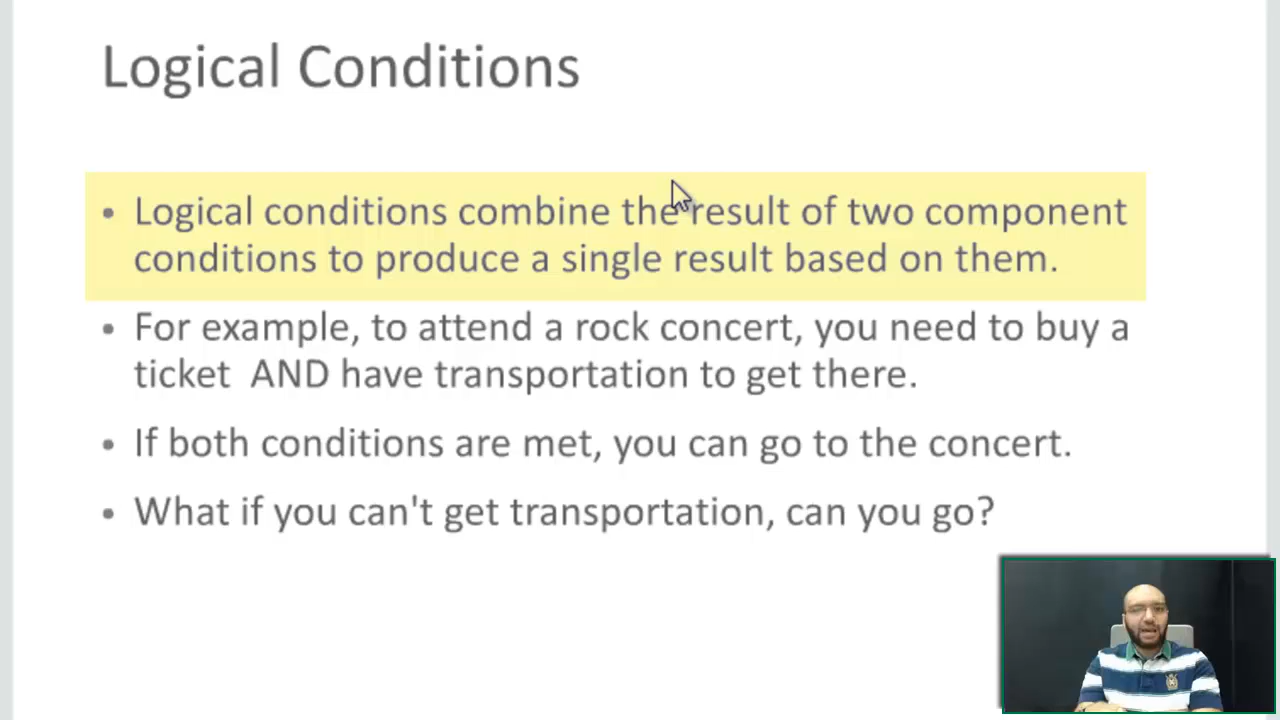 Logical Conditions
• Logical conditions combine the result of two component
conditions to produce a single result based on them.
• For example, to attend a rock concert, you need to buy a
ticket  AND have transportation to get there.
• If both conditions are met, you can go to the concert.
• What if you can't get transportation, can you go?